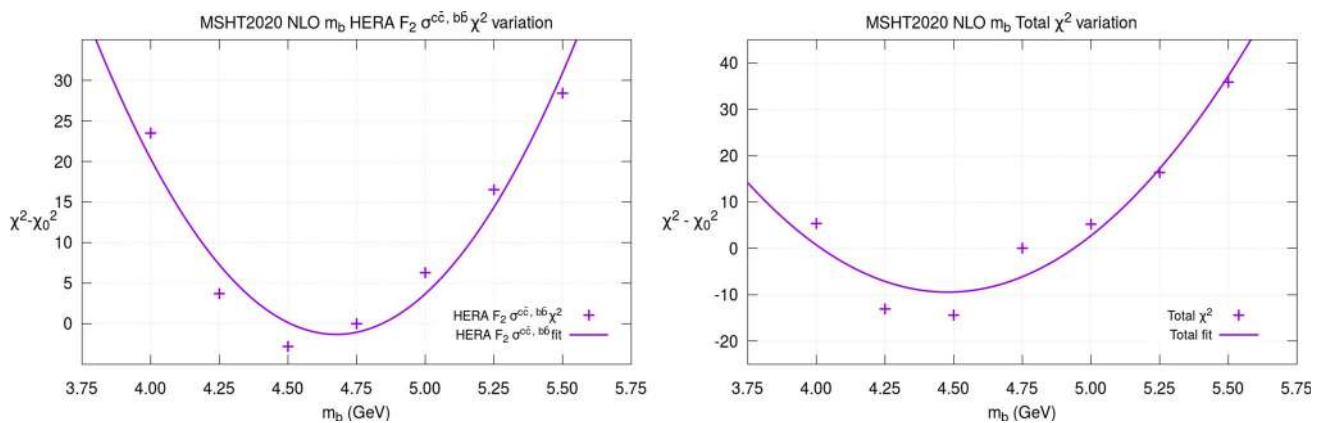 MSHT2020 NLO m_b HERA F_2 σ^{cc̄, bb̄} χ^2 variation
30
25
20
15
10
5
0
χ^2-χ_0^2
HERA F_2 σ^{cc̄, bb̄} χ^2
HERA F_2 σ^{cc̄, bb̄} fit
3.75 4.00 4.25 4.50 4.75 5.00 5.25 5.50 5.75
m_b (GeV)
MSHT2020 NLO m_b Total χ^2 variation
40
30
20
10
0
-10
-20
χ^2 - χ_0^2
Total χ^2
Total fit
3.75 4.00 4.25 4.50 4.75 5.00 5.25 5.50 5.75
m_b (GeV)